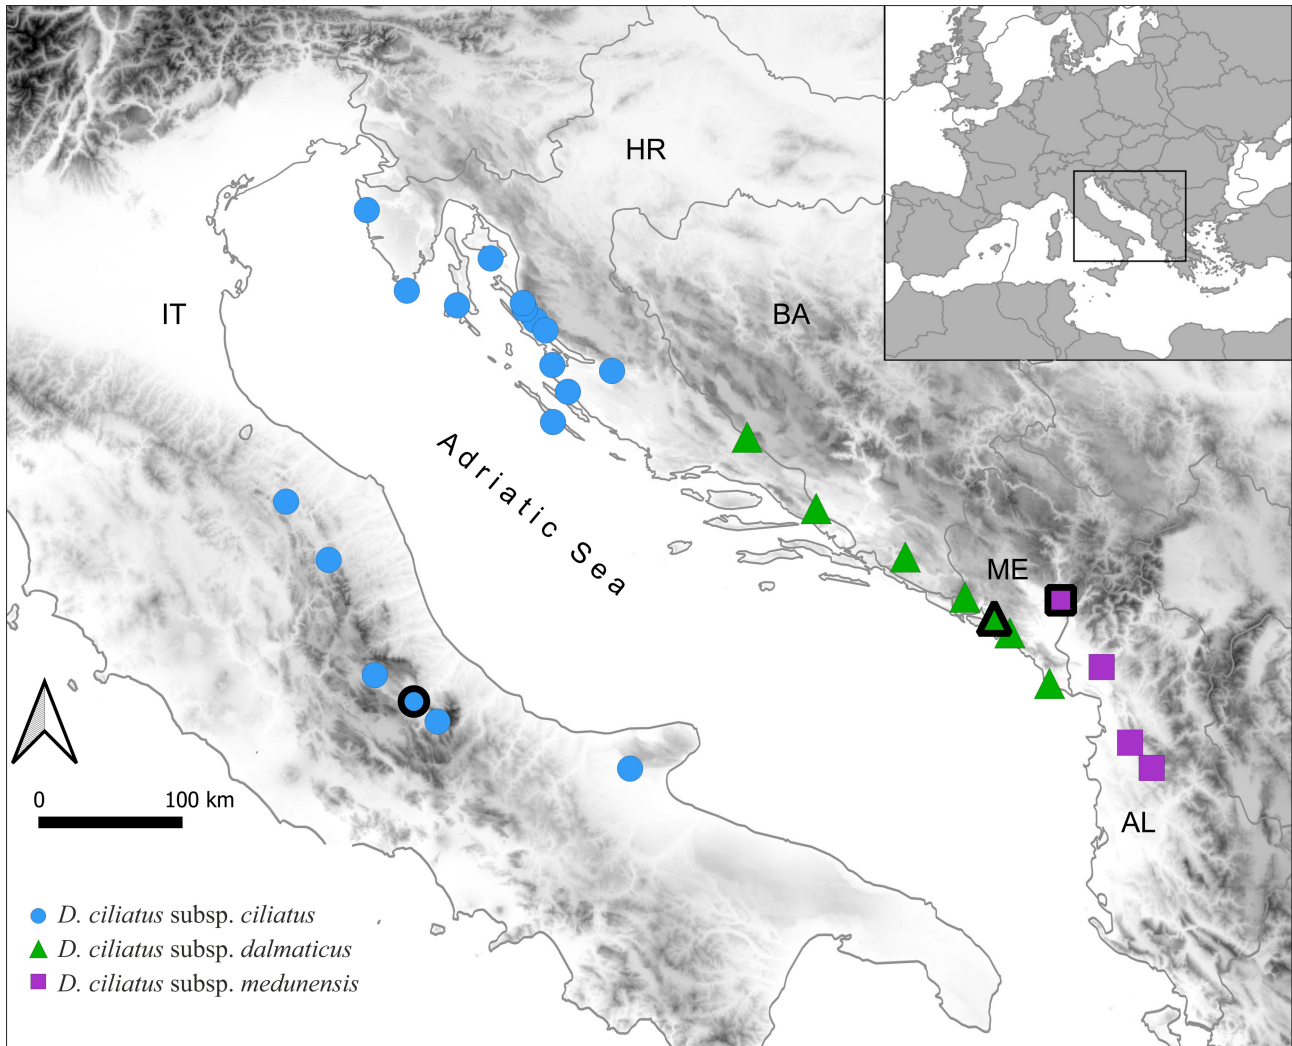 HR
IT
BA
Adriatic Sea
ME
AL
0 100 km
D. ciliatus subsp. ciliatus
D. ciliatus subsp. dalmaticus
D. ciliatus subsp. medunensis